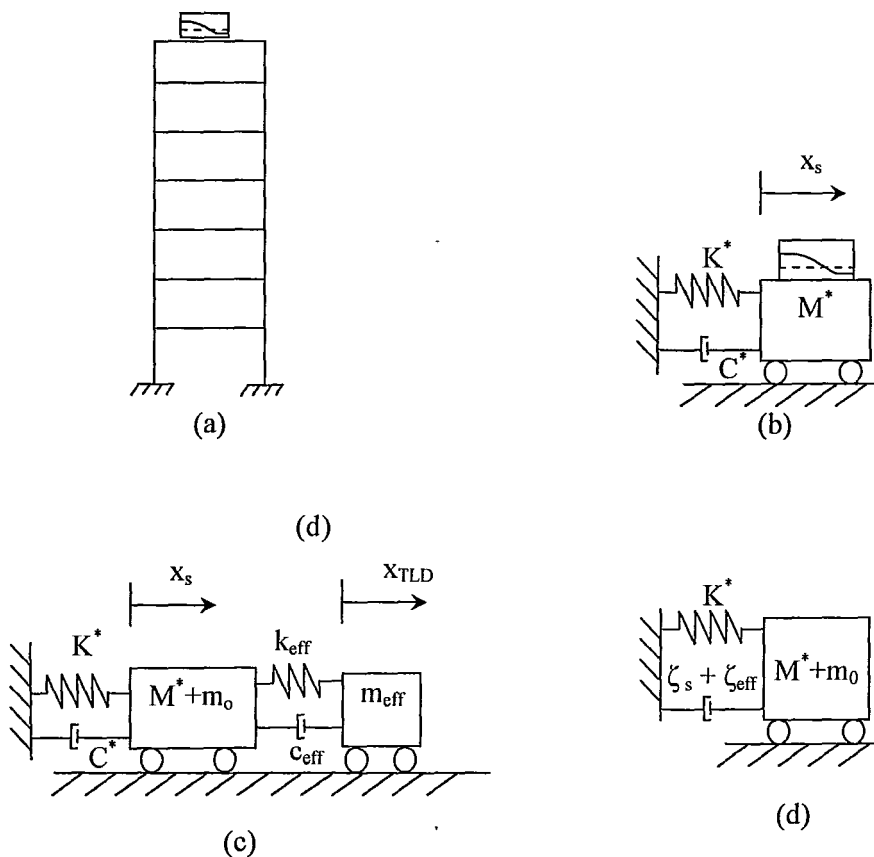 (a)
x_s
K*
M*
C*
(b)
(d)
x_s
x_TLD
K*
k_eff
M*+m_o
m_eff
C*
c_eff
(c)
K*
ζ_s + ζ_eff
M*+m_0
(d)